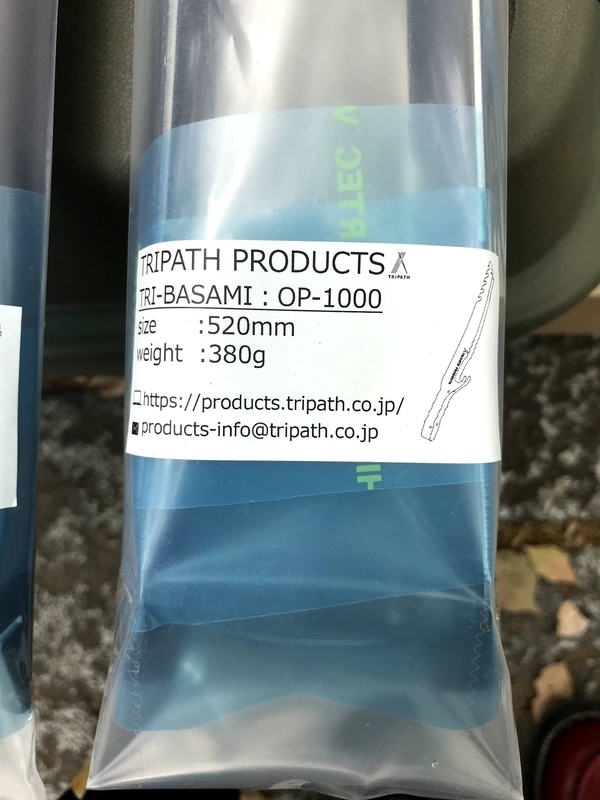 TRIPATH PRODUCTS
TRIPATH
TRI-BASAMI : OP-1000
size :520mm
weight :380g
https://products.tripath.co.jp/
products-info@tripath.co.jp